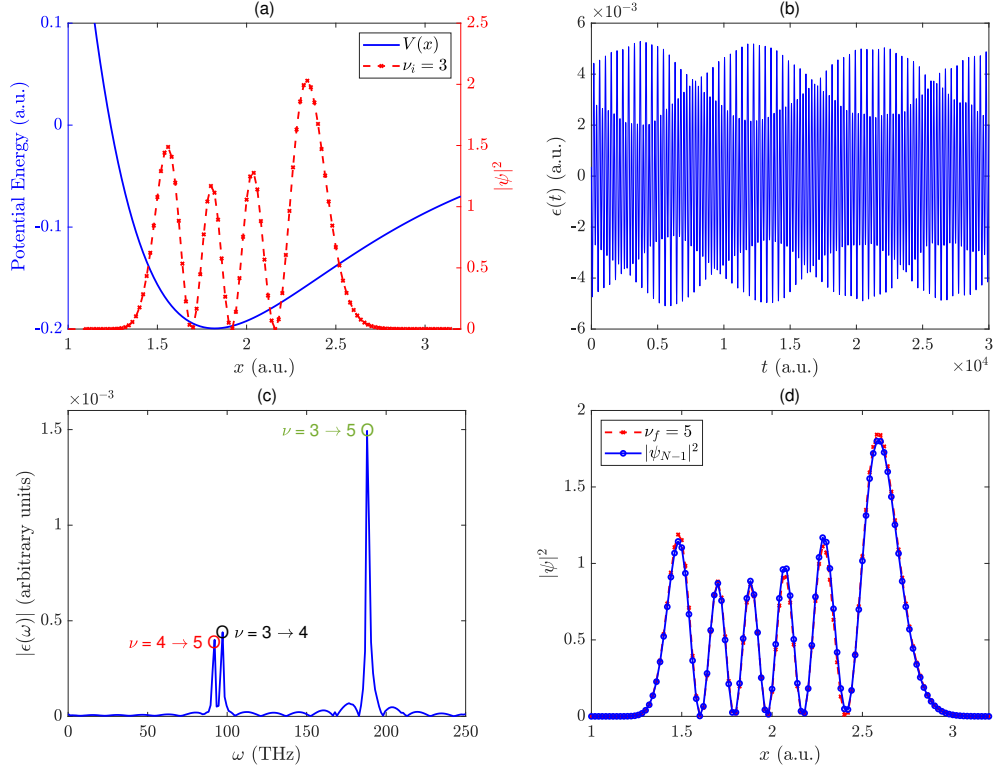 (a)
0.1
0
-0.1
-0.2
Potential Energy (a.u.)
1 1.5 2 2.5 3
x (a.u.)
2.5
2
1.5
1
0.5
0
|ψ|²
V(x)
ν_i = 3
(b)
×10⁻³
6
4
2
0
-2
-4
-6
ϵ(t) (a.u.)
0 0.5 1 1.5 2 2.5 3
×10⁴
t (a.u.)
(c)
×10⁻³
1.5
1
0.5
0
|ϵ(ω)| (arbitrary units)
ν = 3 → 5
ν = 4 → 5
ν = 3 → 4
0 50 100 150 200 250
ω (THz)
(d)
2
1.5
1
0.5
0
|ψ|²
ν_f = 5
|ψ_{N−1}|²
1 1.5 2 2.5 3
x (a.u.)